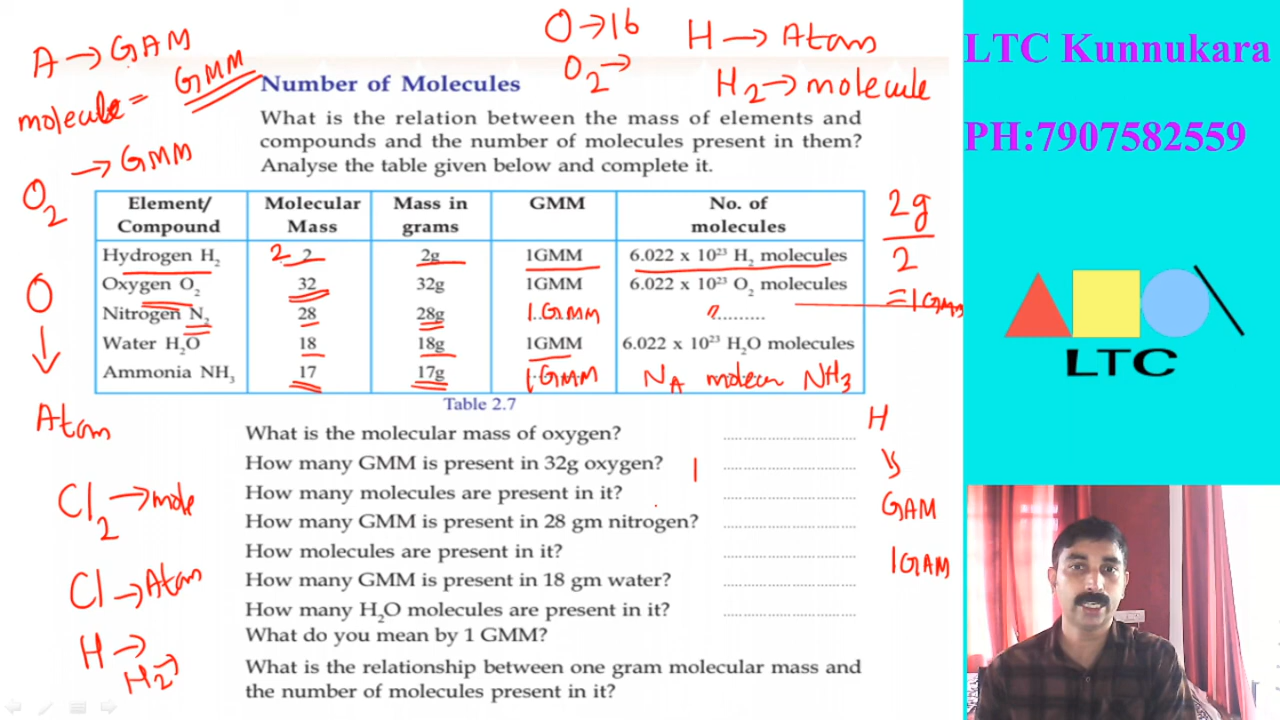 A → GAM
molecule = GMM
→ GMM
O₂
O
↓
Atom
Cl₂ → mole
Cl → Atom
H →
H₂ →
O → 16
O₂ →
H → Atom
H₂ → molecule
Number of Molecules
What is the relation between the mass of elements and
compounds and the number of molecules present in them?
Analyse the table given below and complete it.
Element/ Compound | Molecular Mass | Mass in grams | GMM | No. of molecules
Hydrogen H₂ | 2 2 | 2g | 1GMM | 6.022 x 10²³ H₂ molecules
Oxygen O₂ | 32 | 32g | 1GMM | 6.022 x 10²³ O₂ molecules
Nitrogen N₂ | 28 | 28g | 1 GMM | ..........
Water H₂O | 18 | 18g | 1GMM | 6.022 x 10²³ H₂O molecules
Ammonia NH₃ | 17 | 17g | 1 GMM | NA molecu NH3
Table 2.7
What is the molecular mass of oxygen? ................................
How many GMM is present in 32g oxygen? 1 ................................
How many molecules are present in it? ................................
How many GMM is present in 28 gm nitrogen? ................................
How molecules are present in it? ................................
How many GMM is present in 18 gm water? ................................
How many H₂O molecules are present in it? ................................
What do you mean by 1 GMM?
What is the relationship between one gram molecular mass and
the number of molecules present in it?
2g
2
= 1 GMM
H
GAM
1GAM
LTC Kunnukara
PH:7907582559
LTC